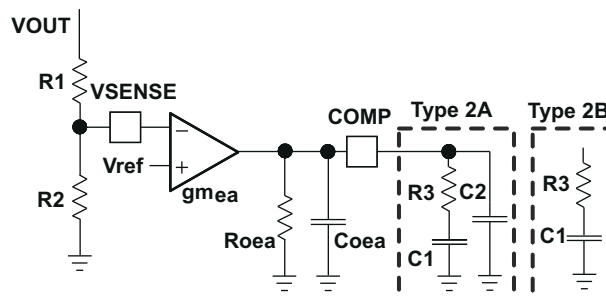 VOUT
R1
VSENSE
COMP
Type 2A
Type 2B
−
Vref
+
gmea
R2
R3
C2
R3
Roea
Coea
C1
C1